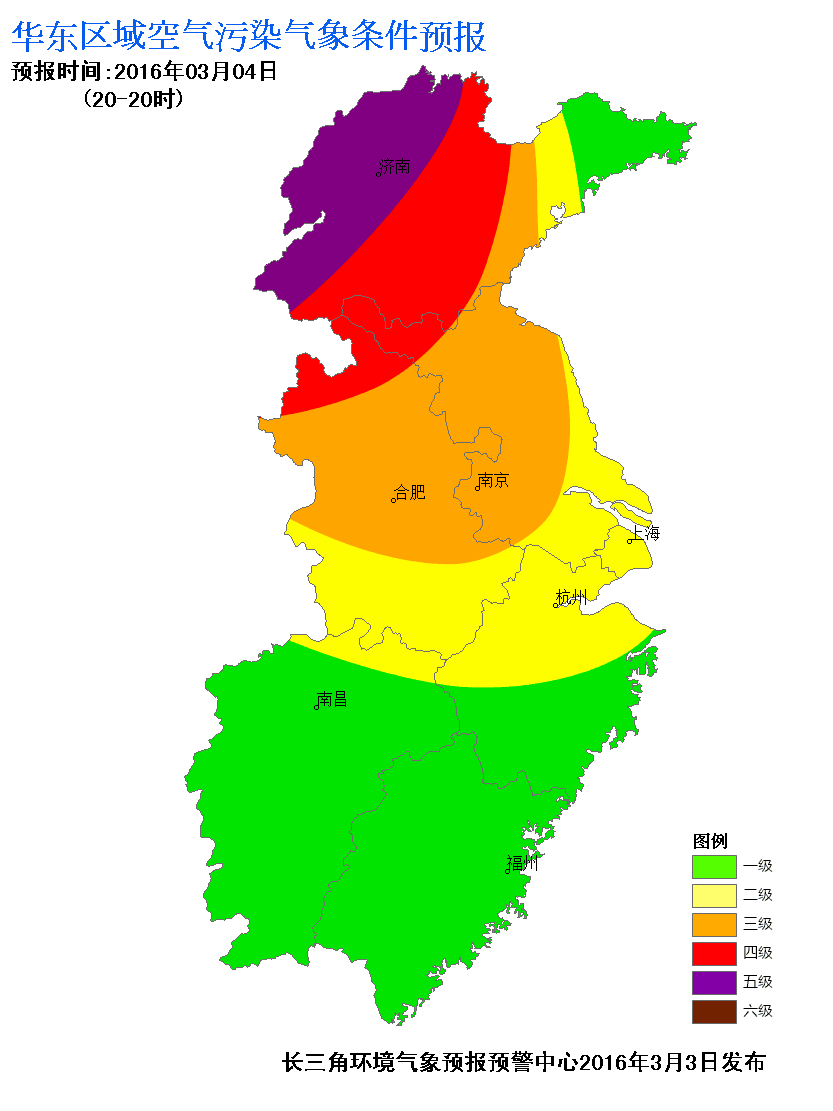 华东区域空气污染气象条件预报
预报时间:2016年03月04日
(20-20时)
济南
合肥
南京
上海
杭州
南昌
福州
图例
一级
二级
三级
四级
五级
六级
长三角环境气象预报预警中心2016年3月3日发布